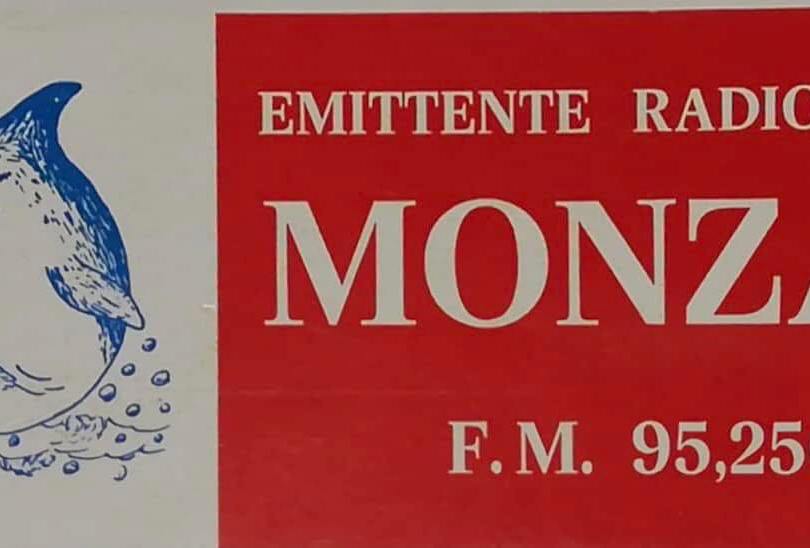 EMITTENTE RADIO
MONZA
F.M. 95,25